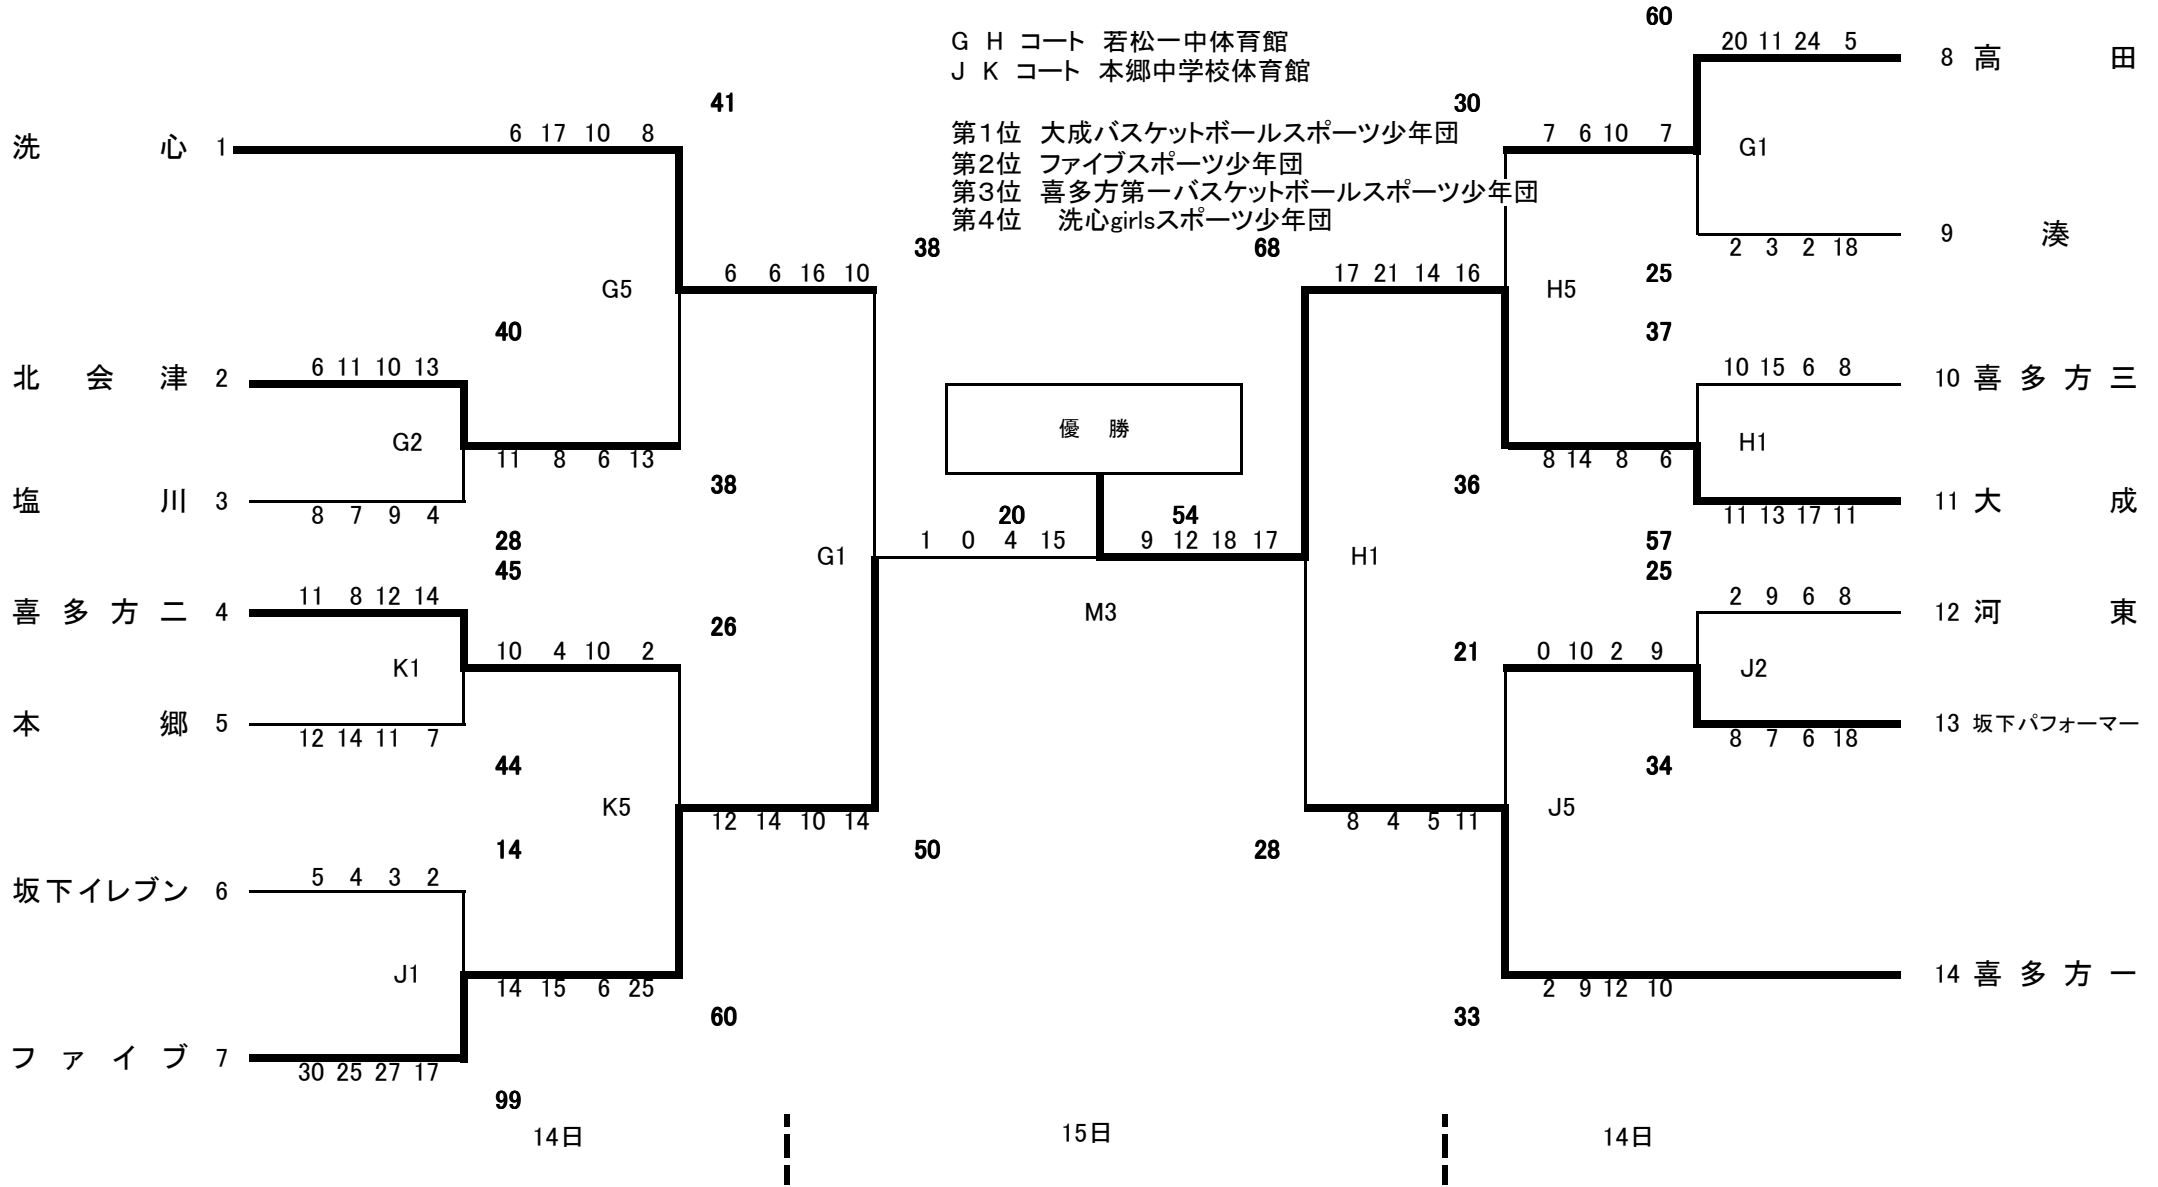 G H コート 若松一中体育館
J K コート 本郷中学校体育館
第1位 大成バスケットボールスポーツ少年団
第2位 ファイブスポーツ少年団
第3位 喜多方第一バスケットボールスポーツ少年団
第4位 洗心girlsスポーツ少年団
41
洗心 1
6 17 10 8
G5
38
6 6 16 10
40
北会津 2
6 11 10 13
G2
11 8 6 13
塩川 3
8 7 9 4
38
28
45
喜多方二 4
11 8 12 14
K1
10 4 10 2
26
本郷 5
12 14 11 7
44
K5
12 14 10 14
50
14
坂下イレブン 6
5 4 3 2
J1
14 15 6 25
60
ファイブ 7
30 25 27 17
99
G1
優勝
20
1 0 4 15
54
9 12 18 17
M3
H1
68
17 21 14 16
30
7 6 10 7
60
20 11 24 5
8 高田
G1
9 湊
2 3 2 18
25
H5
37
10 15 6 8
10 喜多方三
H1
8 14 8 6
36
11 大成
11 13 17 11
57
25
2 9 6 8
12 河東
21
0 10 2 9
J2
13 坂下パフォーマー
8 7 6 18
34
J5
8 4 5 11
28
14 喜多方一
2 9 12 10
33
14日
15日
14日